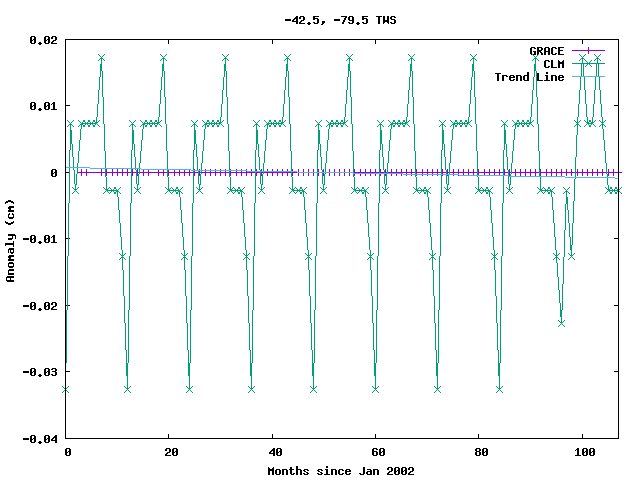 -42.5, -79.5 TWS
GRACE
CLM
Trend Line
0.02
0.01
0
-0.01
-0.02
-0.03
-0.04
Anomaly (cm)
0 20 40 60 80 100
Months since Jan 2002